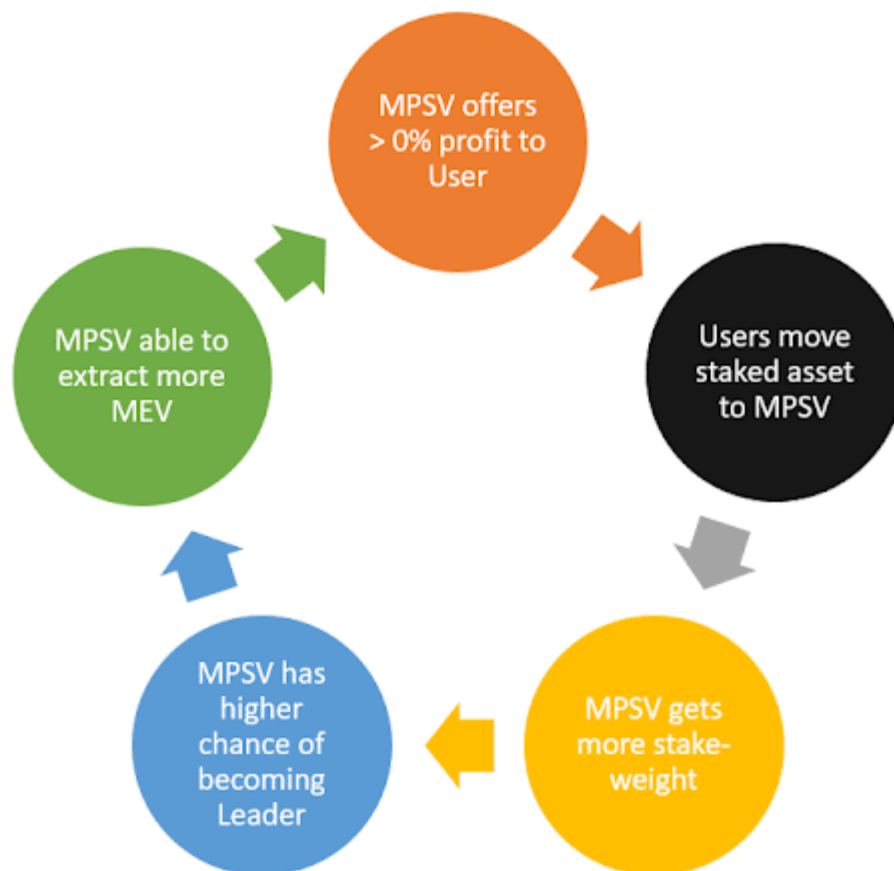 MPSV offers
> 0% profit to
User
Users move
staked asset
to MPSV
MPSV gets
more stake-
weight
MPSV has
higher
chance of
becoming
Leader
MPSV able to
extract more
MEV